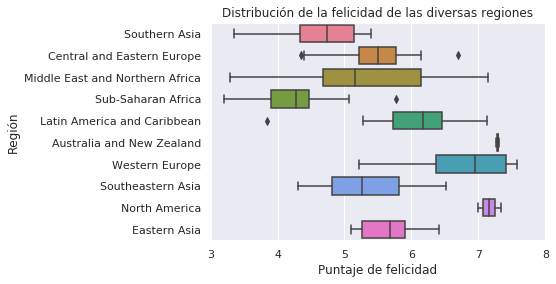 Distribución de la felicidad de las diversas regiones
Southern Asia
Central and Eastern Europe
Middle East and Northern Africa
Sub-Saharan Africa
Latin America and Caribbean
Australia and New Zealand
Western Europe
Southeastern Asia
North America
Eastern Asia
Región
3 4 5 6 7 8
Puntaje de felicidad